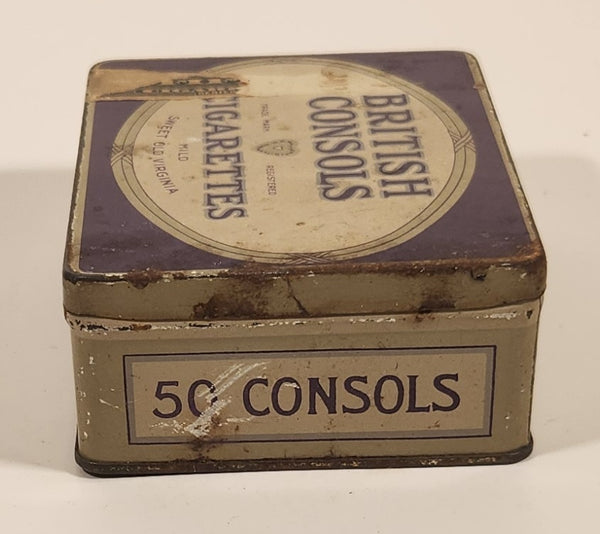 BRITISH
CONSOLS
TRADE MARK
REGISTERED
CIGARETTES
MILD
SWEET OLD VIRGINIA
50 CONSOLS